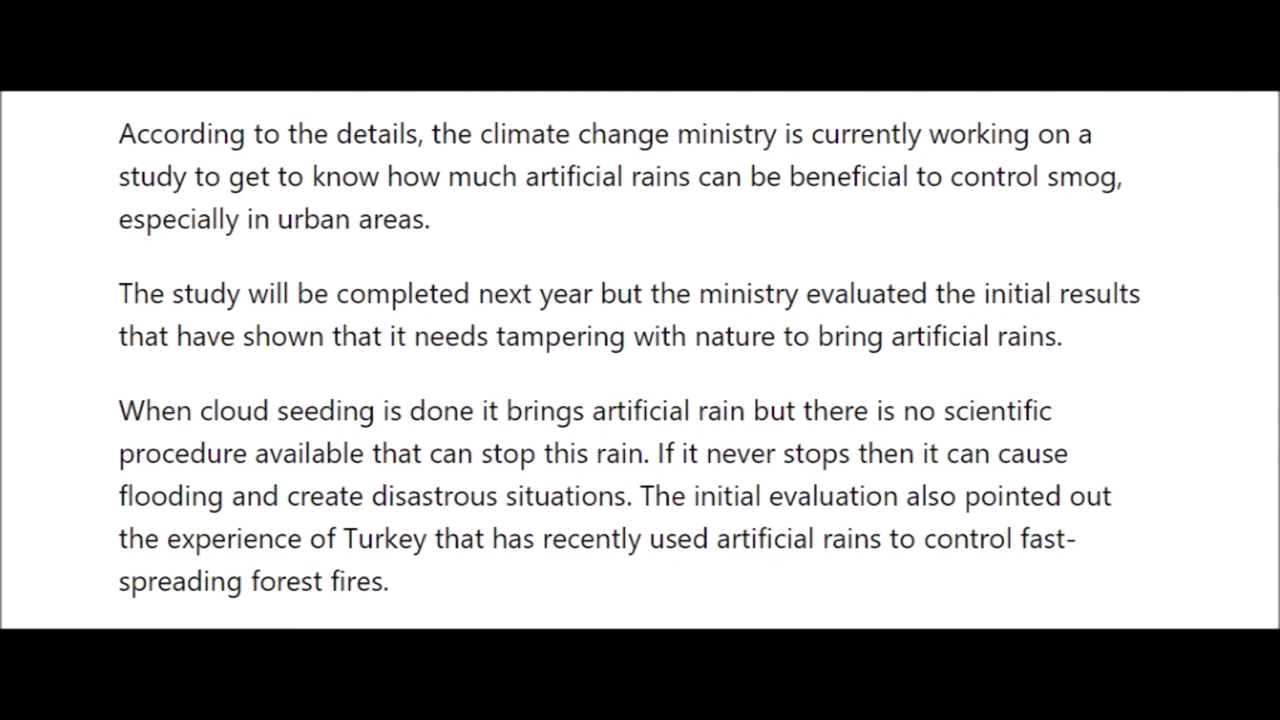 According to the details, the climate change ministry is currently working on a
study to get to know how much artificial rains can be beneficial to control smog,
especially in urban areas.
The study will be completed next year but the ministry evaluated the initial results
that have shown that it needs tampering with nature to bring artificial rains.
When cloud seeding is done it brings artificial rain but there is no scientific
procedure available that can stop this rain. If it never stops then it can cause
flooding and create disastrous situations. The initial evaluation also pointed out
the experience of Turkey that has recently used artificial rains to control fast-
spreading forest fires.